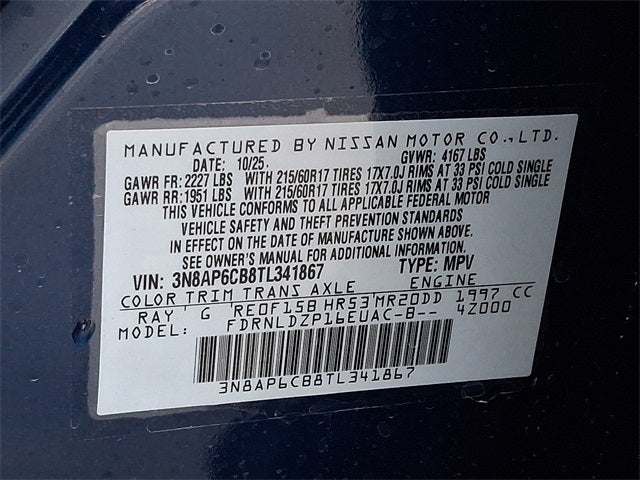 MANUFACTURED BY NISSAN MOTOR CO.,LTD.
DATE: 10/25. GVWR: 4167 LBS
GAWR FR: 2227 LBS WITH 215/60R17 TIRES 17X7.0J RIMS AT 33 PSI COLD SINGLE
GAWR RR: 1951 LBS WITH 215/60R17 TIRES 17X7.0J RIMS AT 33 PSI COLD SINGLE
THIS VEHICLE CONFORMS TO ALL APPLICABLE FEDERAL MOTOR
VEHICLE SAFETY AND THEFT PREVENTION STANDARDS
IN EFFECT ON THE DATE OF MANUFACTURE SHOWN ABOVE.
SEE OWNER'S MANUAL FOR ADDITIONAL INFORMATION.
VIN: 3N8AP6CB8TL341867 TYPE: MPV
COLOR TRIM TRANS AXLE ENGINE
RAY G RE0F15B HR53 MR20DD 1997 CC
MODEL: FDRNLDZP16EUAC-B-- 4Z000
3N8AP6CB8TL341867